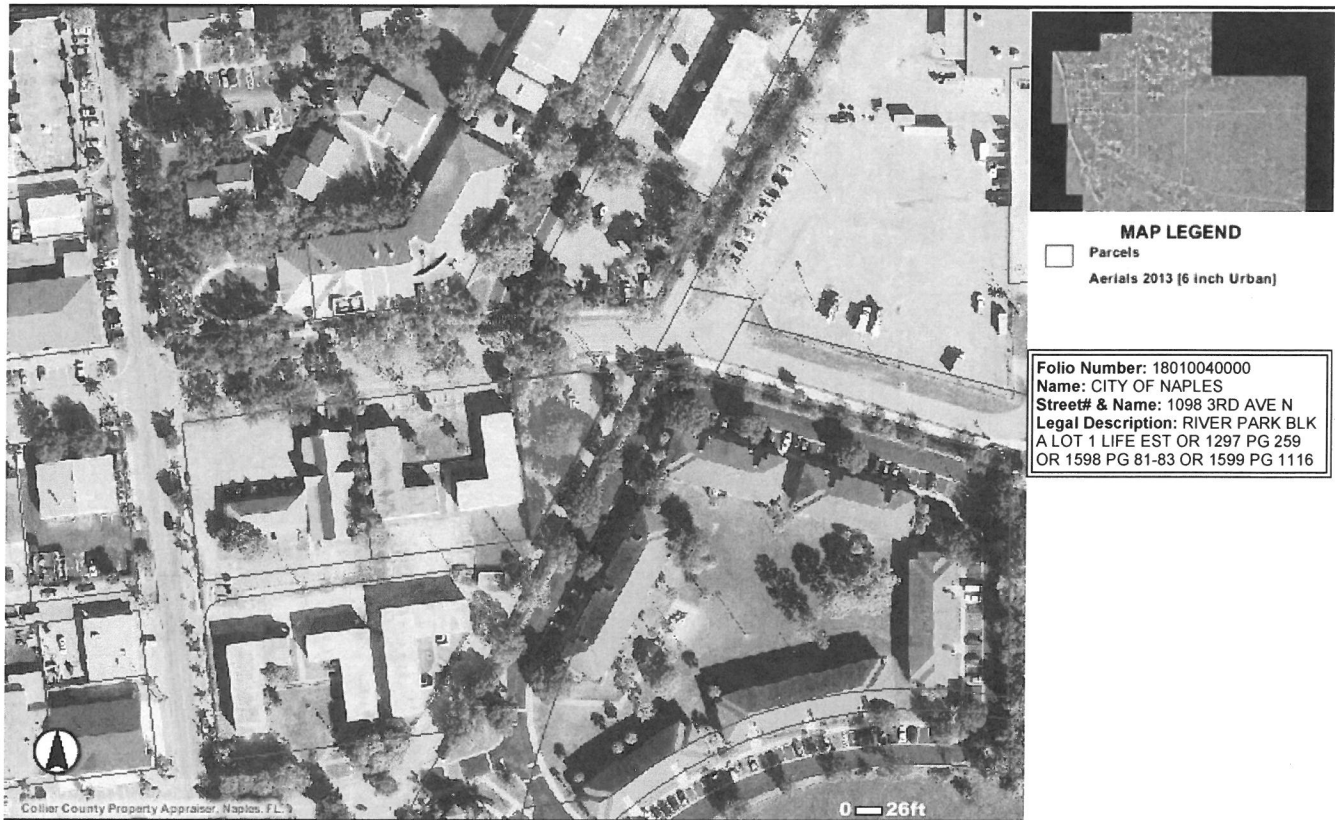 MAP LEGEND
Parcels
Aerials 2013 [6 inch Urban]
Folio Number: 18010040000
Name: CITY OF NAPLES
Street# & Name: 1098 3RD AVE N
Legal Description: RIVER PARK BLK
A LOT 1 LIFE EST OR 1297 PG 259
OR 1598 PG 81-83 OR 1599 PG 1116
Collier County Property Appraiser, Naples, FL.
0 26ft